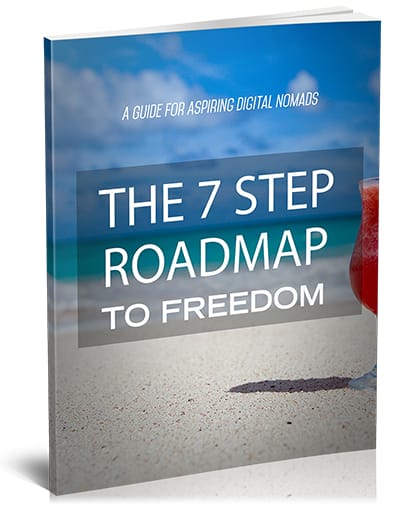 A GUIDE FOR ASPIRING DIGITAL NOMADS
THE 7 STEP
ROADMAP
TO FREEDOM